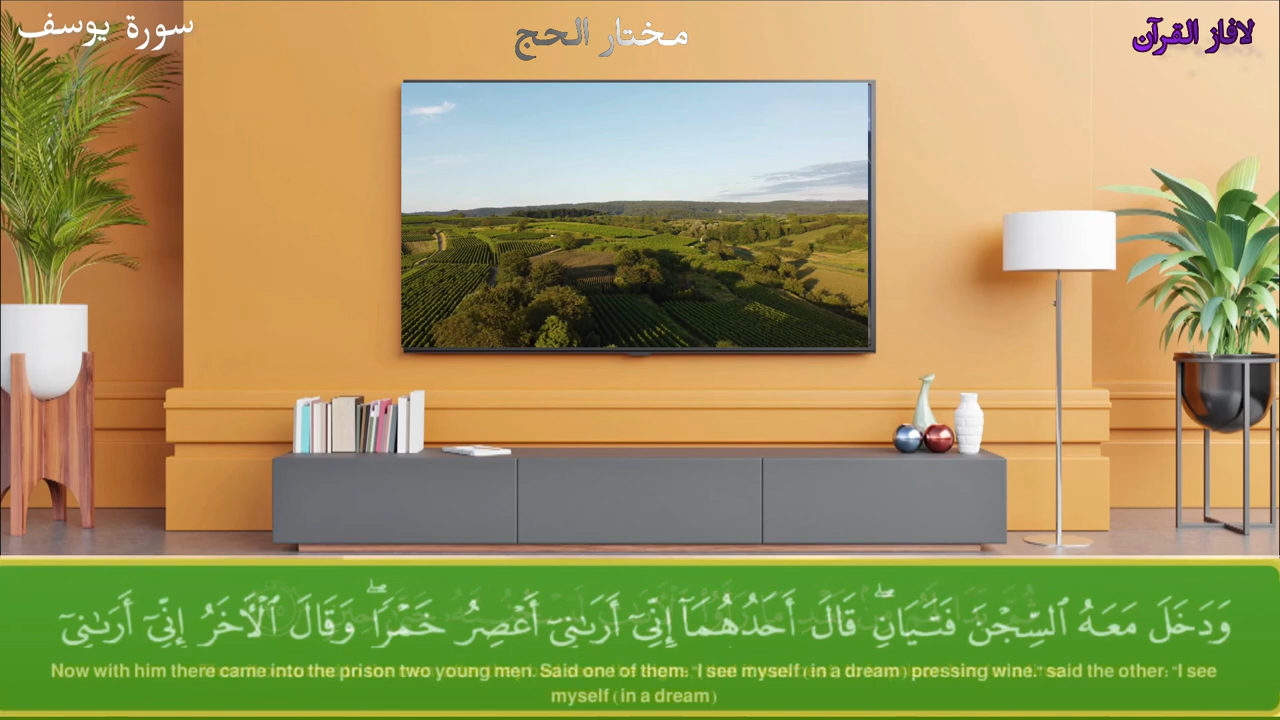 سورة يوسف
مختار الحج
لافاز القرآن
وَدَخَلَ مَعَهُ ٱلسِّجْنَ فَتَيَانِ ۖ قَالَ أَحَدُهُمَآ إِنِّىٓ أَرَىٰنِىٓ أَعْصِرُ خَمْرًا ۖ وَقَالَ ٱلْـَٔاخَرُ إِنِّىٓ أَرَىٰنِىٓ
Now with him there came into the prison two young men. Said one of them: "I see myself (in a dream) pressing wine." said the other: "I see
myself (in a dream)